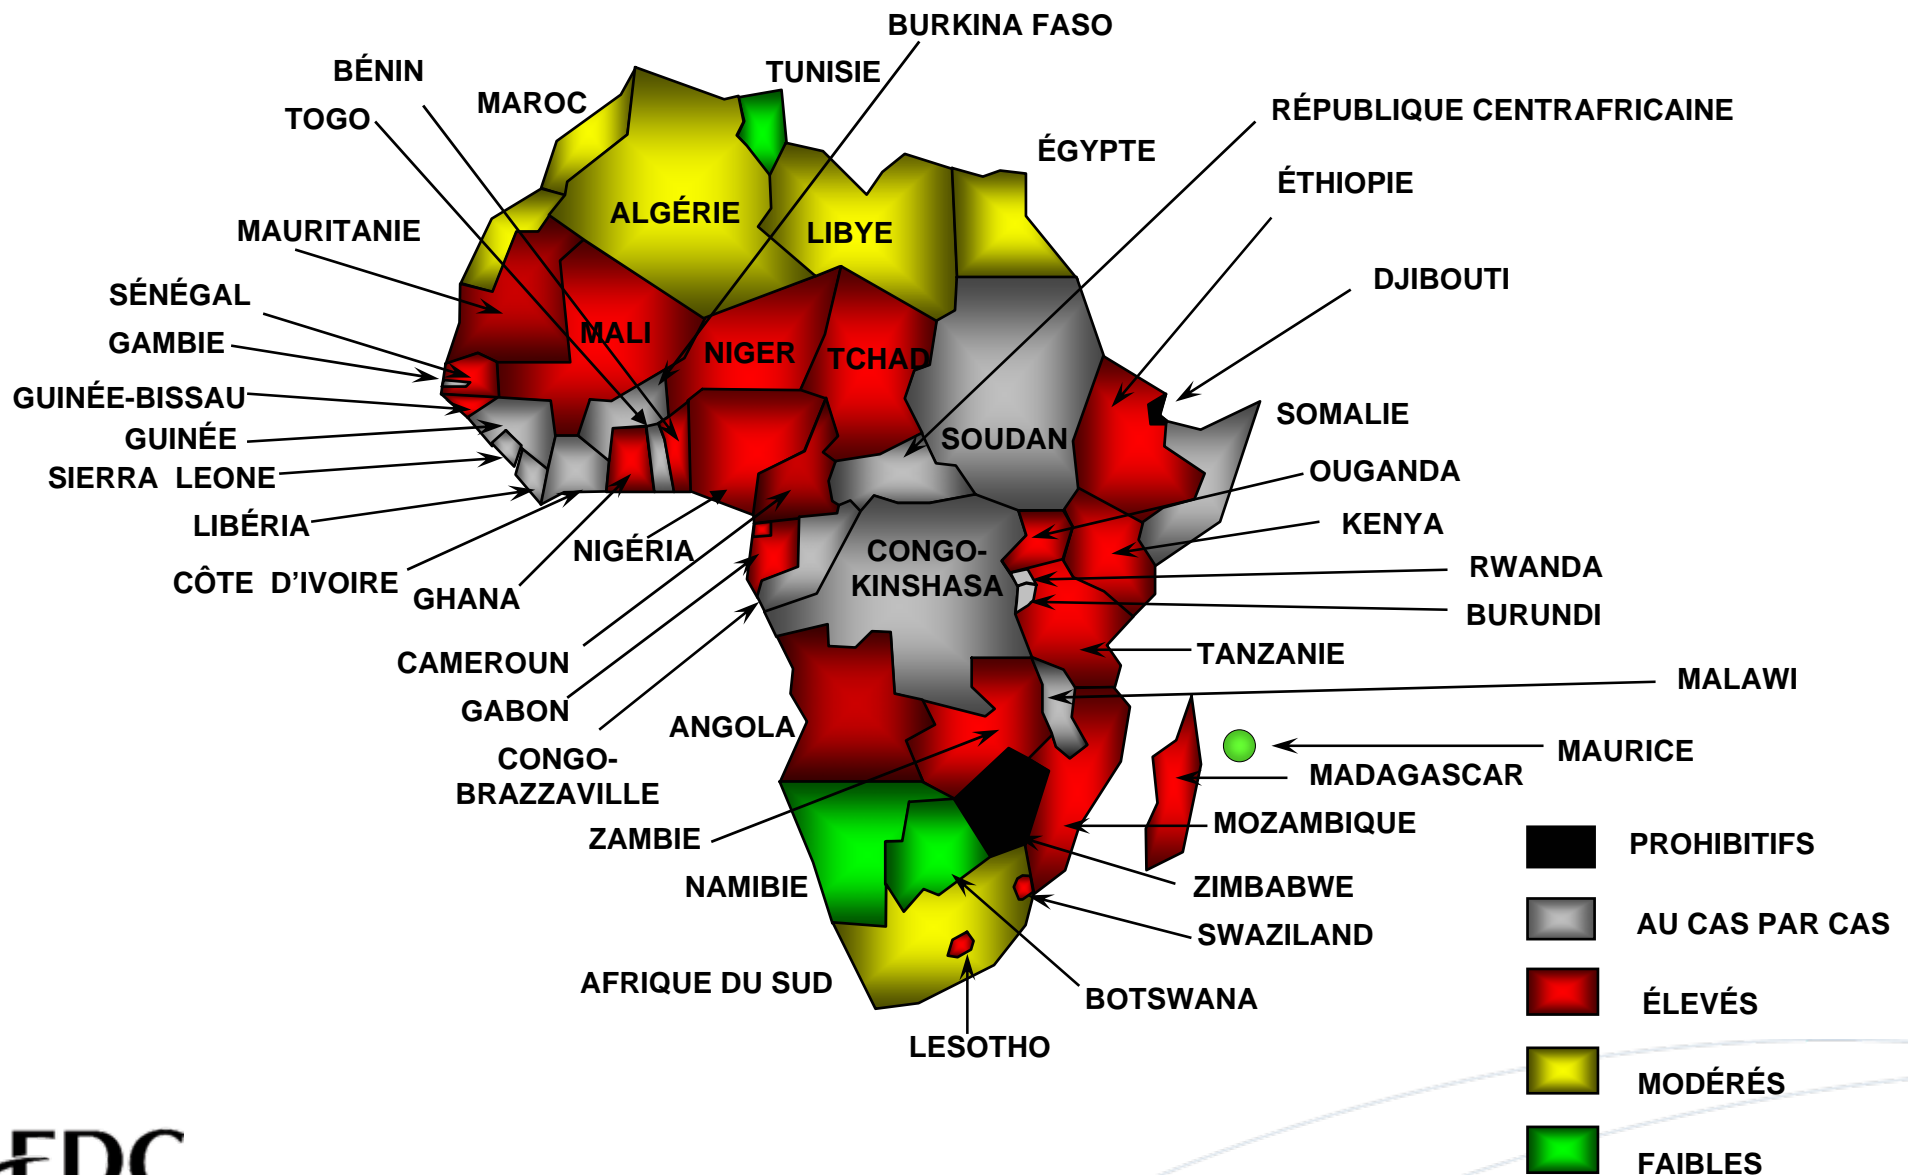 BURKINA FASO
BÉNIN
TUNISIE
MAROC
TOGO
RÉPUBLIQUE CENTRAFRICAINE
ÉGYPTE
ÉTHIOPIE
ALGÉRIE
MAURITANIE
LIBYE
DJIBOUTI
SÉNÉGAL
MALI
GAMBIE
NIGER
TCHAD
GUINÉE-BISSAU
SOMALIE
GUINÉE
SOUDAN
OUGANDA
SIERRA LEONE
LIBÉRIA
KENYA
NIGÉRIA
CONGO-
KINSHASA
RWANDA
CÔTE D’IVOIRE
GHANA
BURUNDI
CAMEROUN
TANZANIE
MALAWI
GABON
ANGOLA
CONGO-
BRAZZAVILLE
MAURICE
MADAGASCAR
MOZAMBIQUE
ZAMBIE
PROHIBITIFS
NAMIBIE
ZIMBABWE
AU CAS PAR CAS
SWAZILAND
AFRIQUE DU SUD
BOTSWANA
ÉLEVÉS
LESOTHO
MODÉRÉS
EDC
FAIBLES